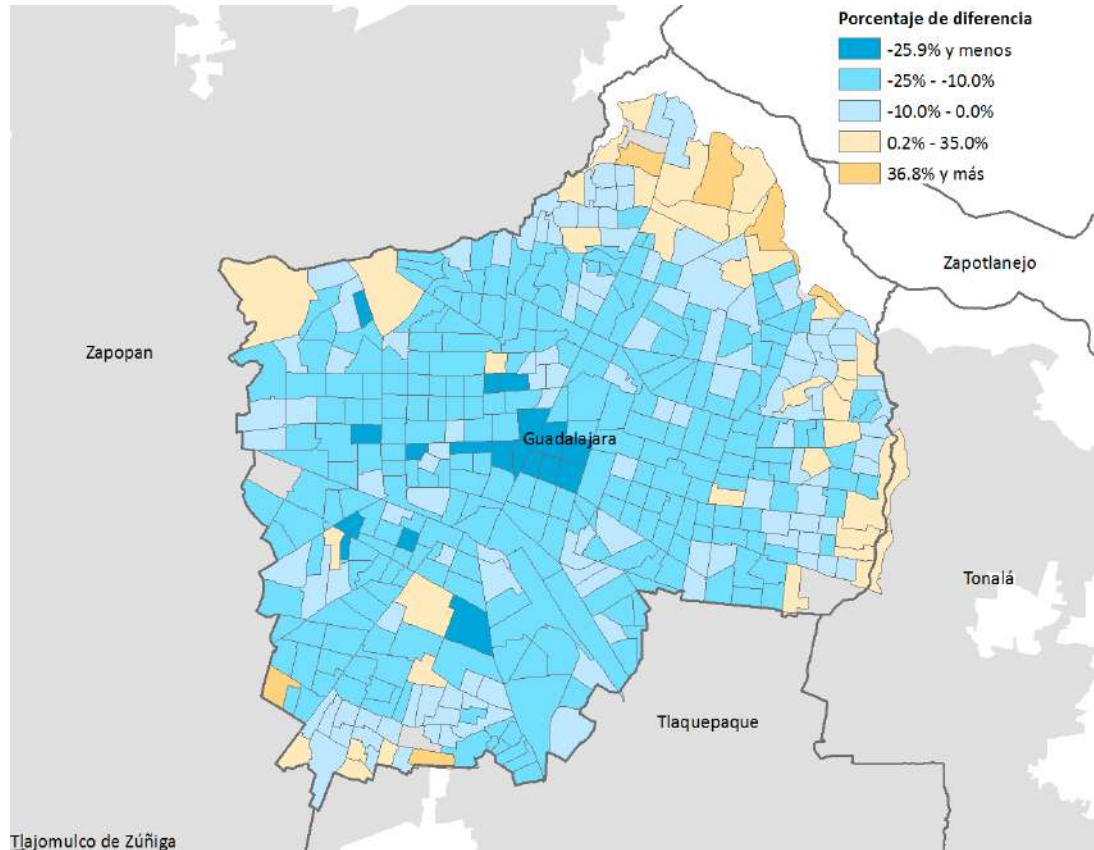 Porcentaje de diferencia
-25.9% y menos
-25% - -10.0%
-10.0% - 0.0%
0.2% - 35.0%
36.8% y más
Zapotlanejo
Zapopan
Guadalajara
Tonalá
Tlaquepaque
Tlajomulco de Zúñiga